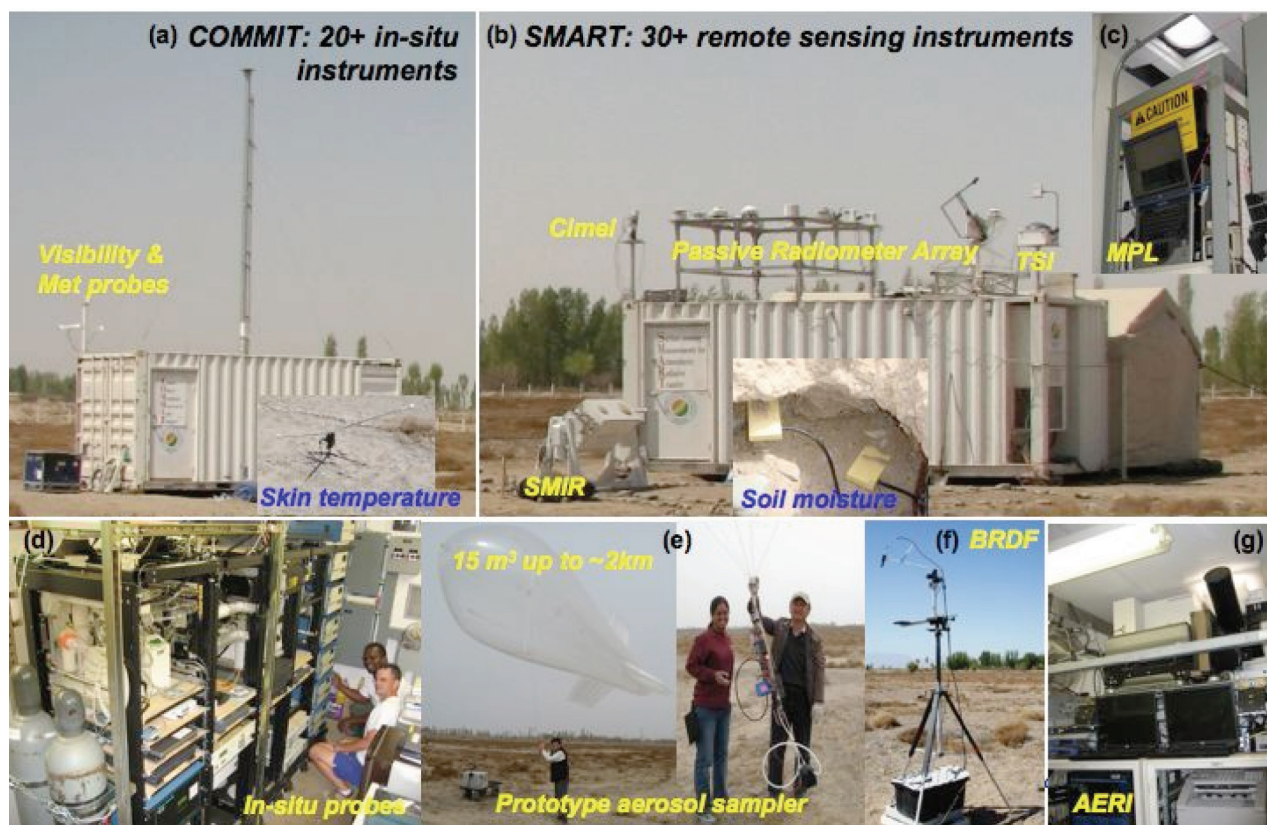 (a) COMMIT: 20+ in-situ
instruments
(b) SMART: 30+ remote sensing instruments
(c)
CAUTION
Cimel
Passive Radiometer Array
TSI
MPL
Visibility &
Met probes
Skin temperature
SMIR
Soil moisture
(d)
In-situ probes
15 m³ up to ~2km
(e)
Prototype aerosol sampler
(f) BRDF
(g)
AERI